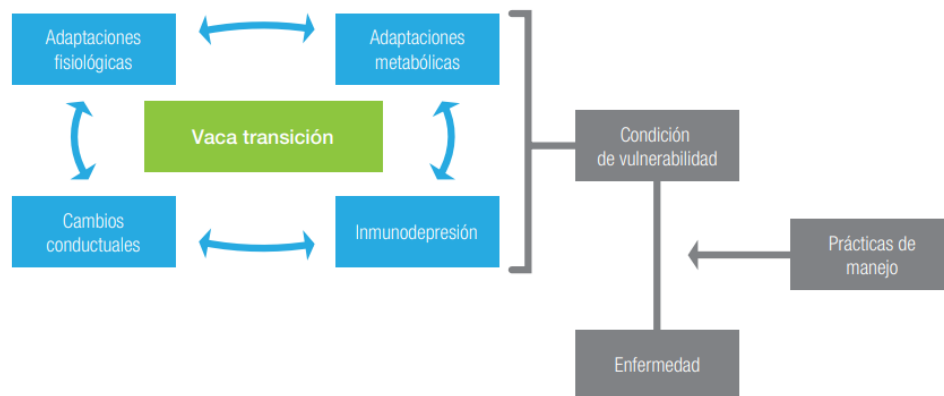 Adaptaciones
fisiológicas
Adaptaciones
metabólicas
Vaca transición
Condición
de vulnerabilidad
Cambios
conductuales
Inmunodepresión
Prácticas de
manejo
Enfermedad